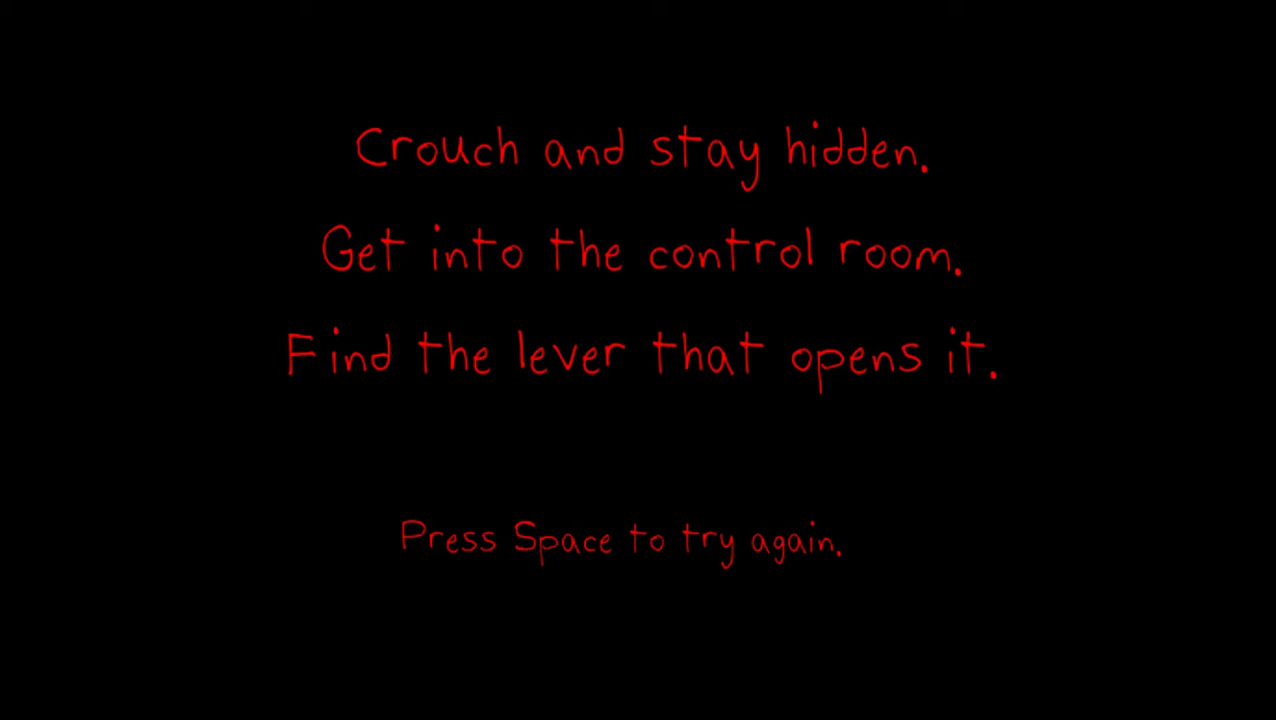 Crouch and stay hidden.
Get into the control room.
Find the lever that opens it.
Press Space to try again.